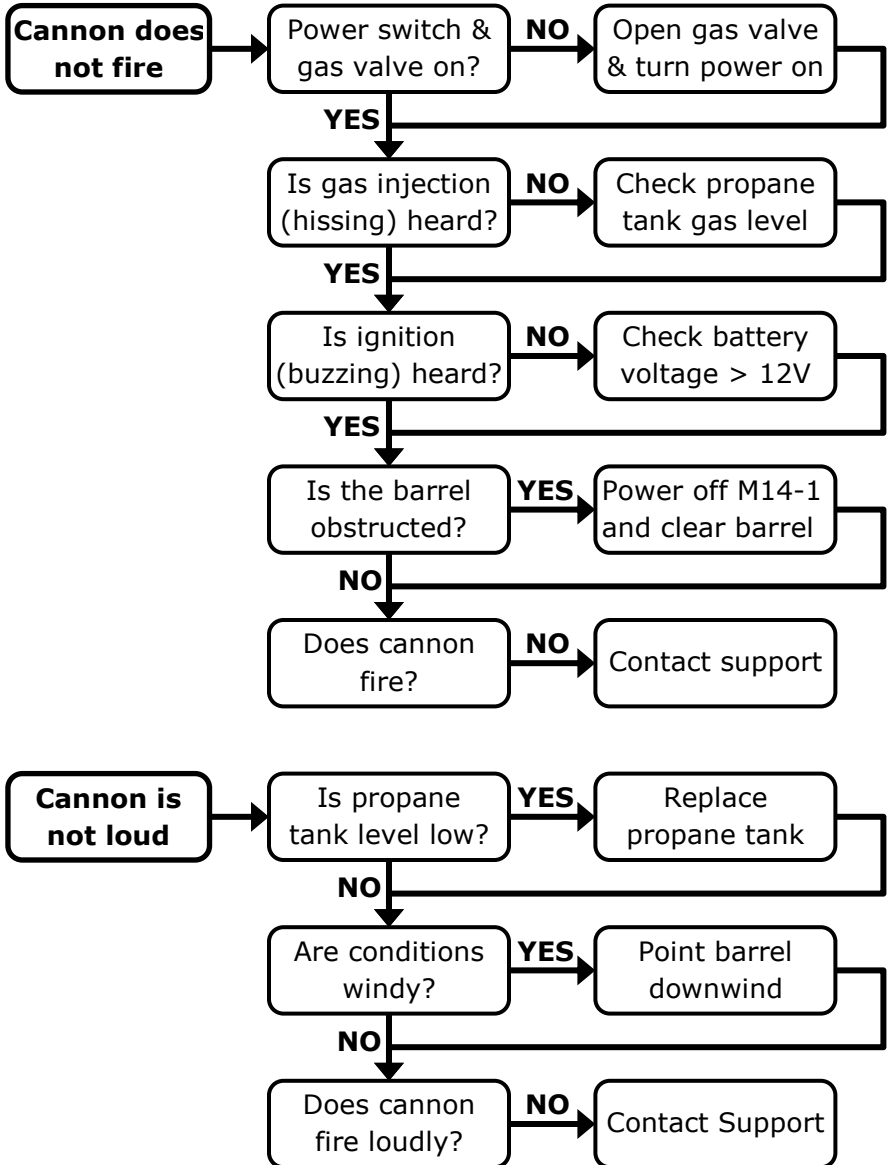 Cannon does
not fire
Power switch &
gas valve on?
NO
Open gas valve
& turn power on
YES
Is gas injection
(hissing) heard?
NO
Check propane
tank gas level
YES
Is ignition
(buzzing) heard?
NO
Check battery
voltage > 12V
YES
Is the barrel
obstructed?
YES
Power off M14-1
and clear barrel
NO
Does cannon
fire?
NO
Contact support
Cannon is
not loud
Is propane
tank level low?
YES
Replace
propane tank
NO
Are conditions
windy?
YES
Point barrel
downwind
NO
Does cannon
fire loudly?
NO
Contact Support